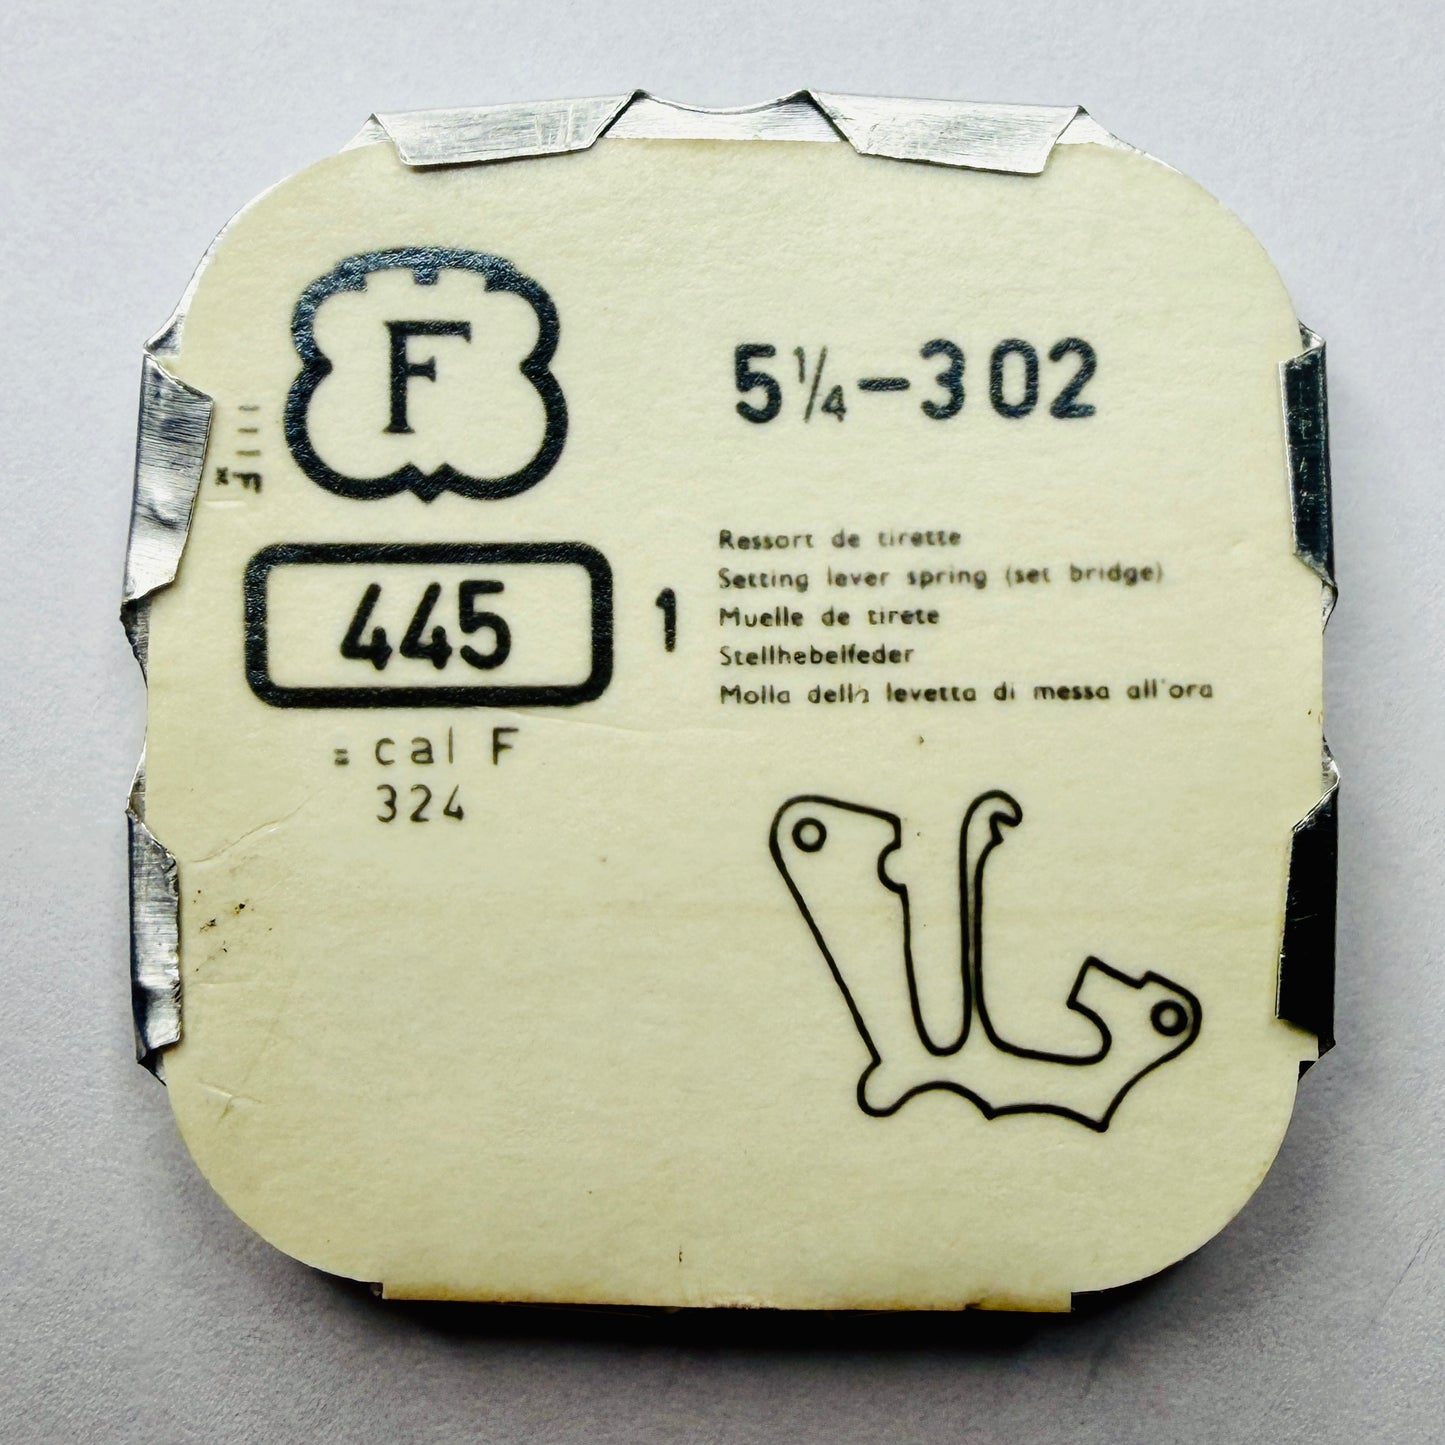 F
5¼-302
445
1
Ressort de tirette
Setting lever spring (set bridge)
Muelle de tirete
Stellhebelfeder
Molla della levetta di messa all'ora
= cal F
324